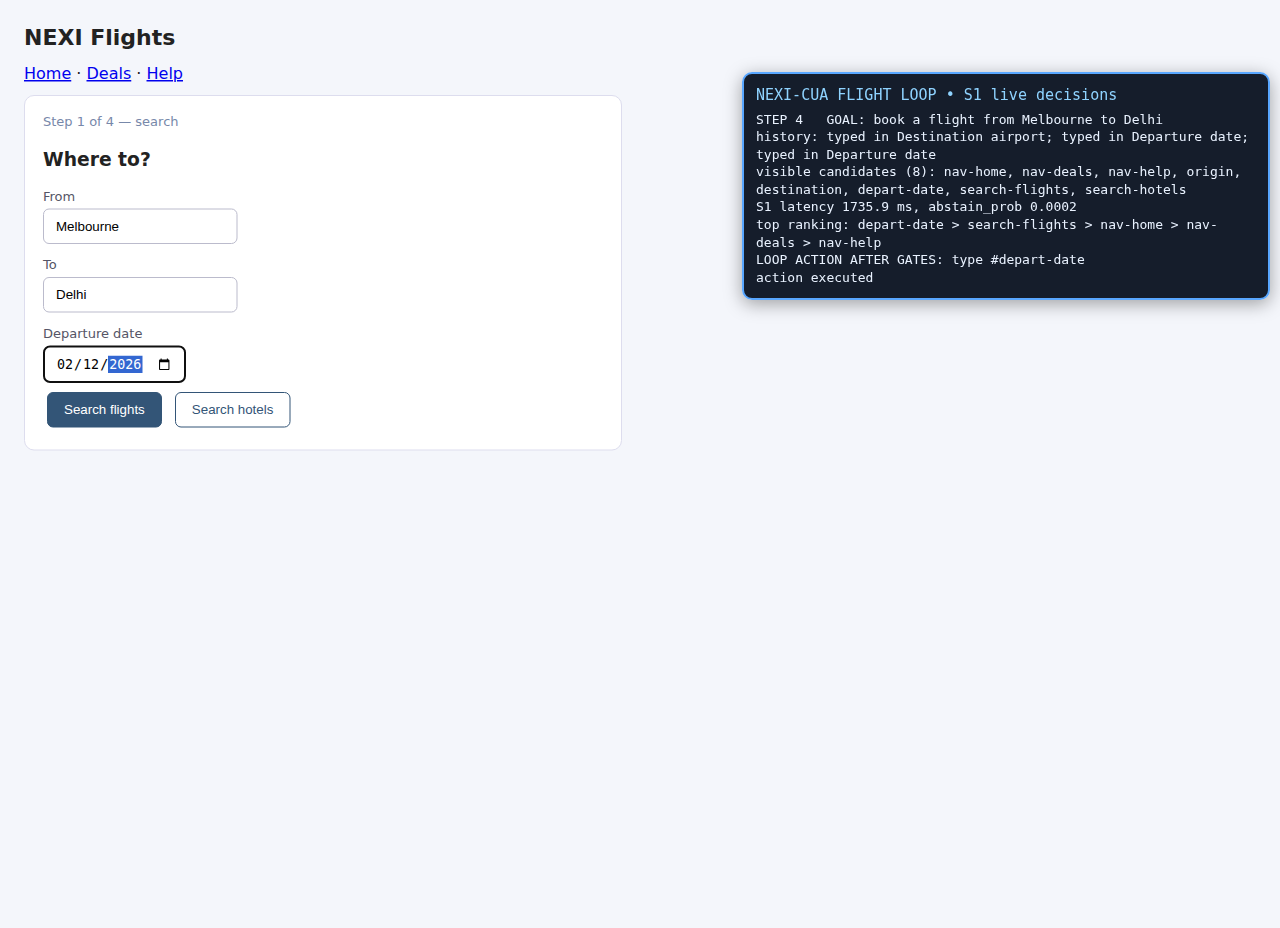 NEXI Flights
Home · Deals · Help
Step 1 of 4 — search
Where to?
From
Melbourne
To
Delhi
Departure date
02/12/2026
Search flights
Search hotels
NEXI-CUA FLIGHT LOOP • S1 live decisions
STEP 4   GOAL: book a flight from Melbourne to Delhi
history: typed in Destination airport; typed in Departure date;
typed in Departure date
visible candidates (8): nav-home, nav-deals, nav-help, origin,
destination, depart-date, search-flights, search-hotels
S1 latency 1735.9 ms, abstain_prob 0.0002
top ranking: depart-date > search-flights > nav-home > nav-
deals > nav-help
LOOP ACTION AFTER GATES: type #depart-date
action executed